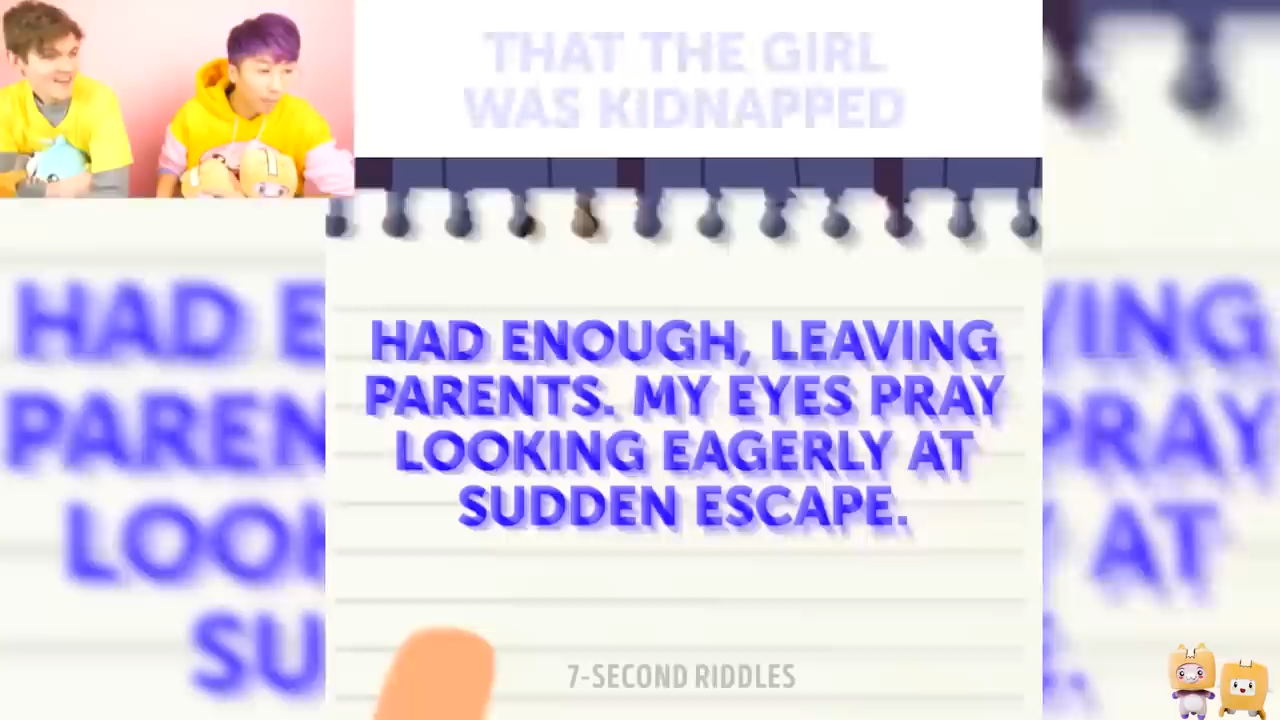 THAT THE GIRL
WAS KIDNAPPED
HAD ENOUGH, LEAVING
PARENTS. MY EYES PRAY
LOOKING EAGERLY AT
SUDDEN ESCAPE.
7-SECOND RIDDLES